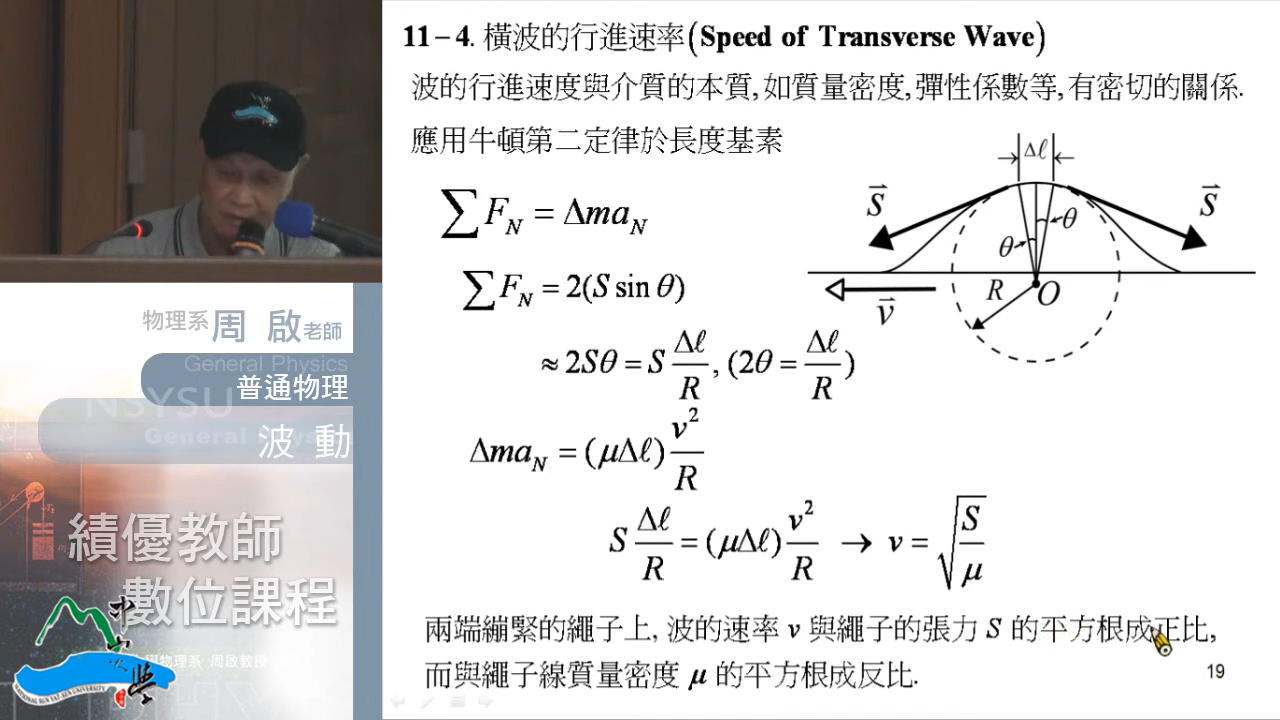 11-4. 橫波的行進速率(Speed of Transverse Wave)
波的行進速度與介質的本質,如質量密度,彈性係數等,有密切的關係.
應用牛頓第二定律於長度基素
∑F_N = Δma_N
∑F_N = 2(S sin θ)
≈ 2Sθ = S Δℓ/R, (2θ = Δℓ/R)
Δma_N = (μΔℓ) v²/R
S Δℓ/R = (μΔℓ) v²/R → v = √(S/μ)
兩端繃緊的繩子上, 波的速率 v 與繩子的張力 S 的平方根成正比,
而與繩子線質量密度 μ 的平方根成反比.
19
Δℓ
S⃗
S⃗
θ
θ
R
O
v⃗
物理系周 啟老師
General Physics
普通物理
NSYSU
波 動
績優教師
數位課程